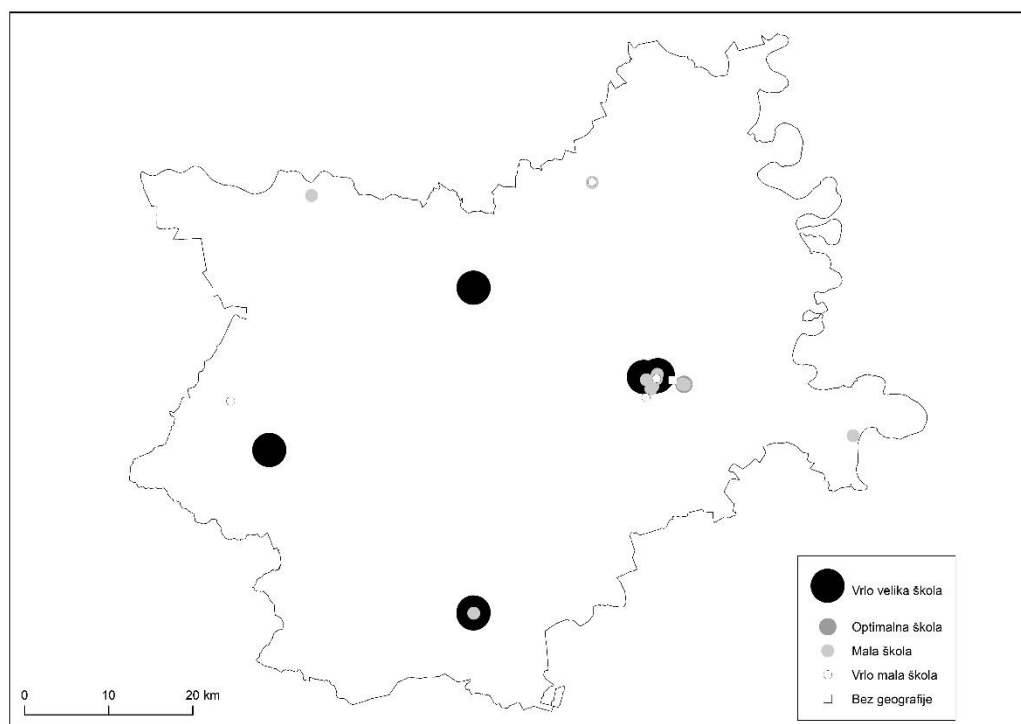 Vrlo velika škola
Optimalna škola
Mala škola
Vrlo mala škola
Bez geografije
0 10 20 km